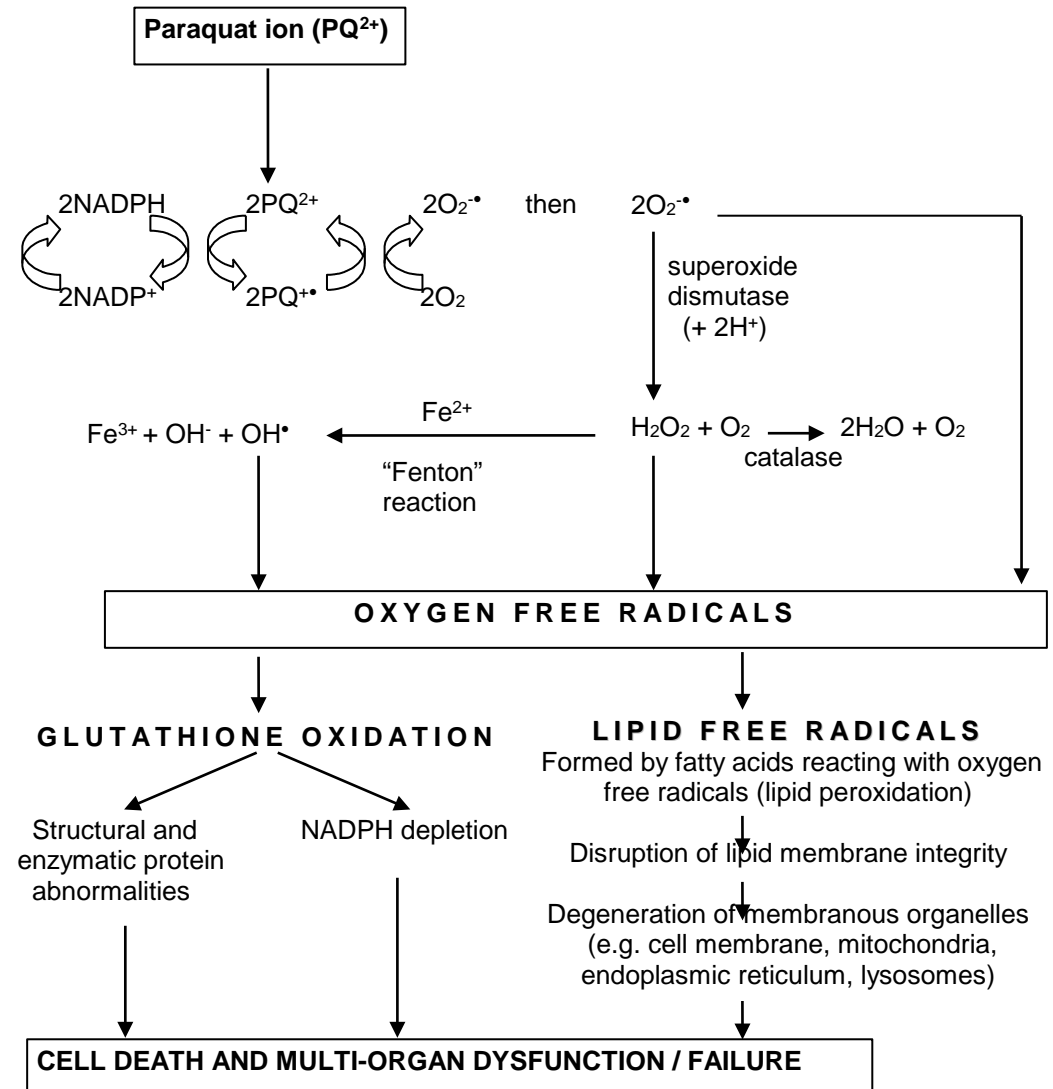 Paraquat ion (PQ²⁺)
2NADPH 2PQ²⁺ 2O₂⁻• then 2O₂⁻•
superoxide
dismutase
(+ 2H⁺)
2NADP⁺ 2PQ⁺• 2O₂
Fe³⁺ + OH⁻ + OH• Fe²⁺ H₂O₂ + O₂ 2H₂O + O₂
catalase
“Fenton”
reaction
OXYGEN FREE RADICALS
GLUTATHIONE OXIDATION
Structural and
enzymatic protein
abnormalities
NADPH depletion
LIPID FREE RADICALS
Formed by fatty acids reacting with oxygen
free radicals (lipid peroxidation)
Disruption of lipid membrane integrity
Degeneration of membranous organelles
(e.g. cell membrane, mitochondria,
endoplasmic reticulum, lysosomes)
CELL DEATH AND MULTI-ORGAN DYSFUNCTION / FAILURE